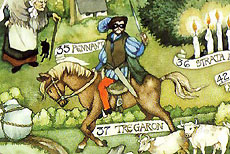 35 PENNANT
36 STRATA
37 TREGARON